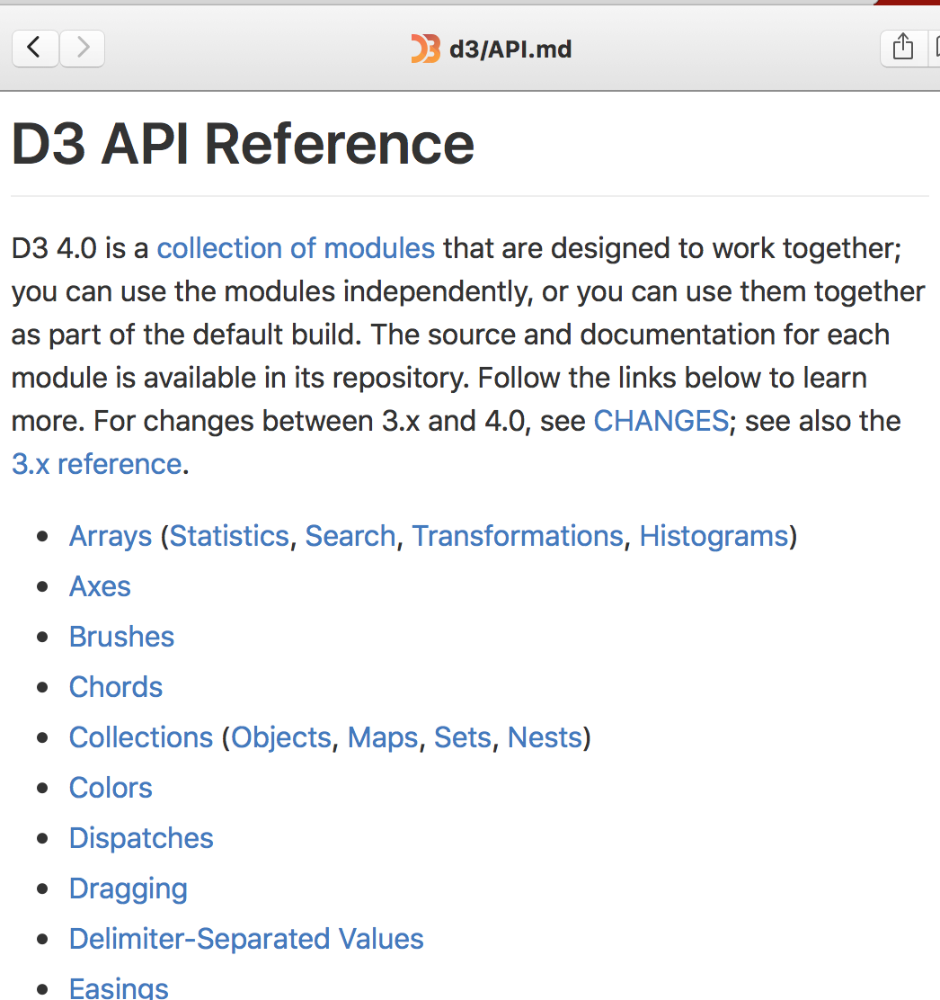 d3/API.md
D3 API Reference
D3 4.0 is a collection of modules that are designed to work together;
you can use the modules independently, or you can use them together
as part of the default build. The source and documentation for each
module is available in its repository. Follow the links below to learn
more. For changes between 3.x and 4.0, see CHANGES; see also the
3.x reference.
• Arrays (Statistics, Search, Transformations, Histograms)
• Axes
• Brushes
• Chords
• Collections (Objects, Maps, Sets, Nests)
• Colors
• Dispatches
• Dragging
• Delimiter-Separated Values
• Easings